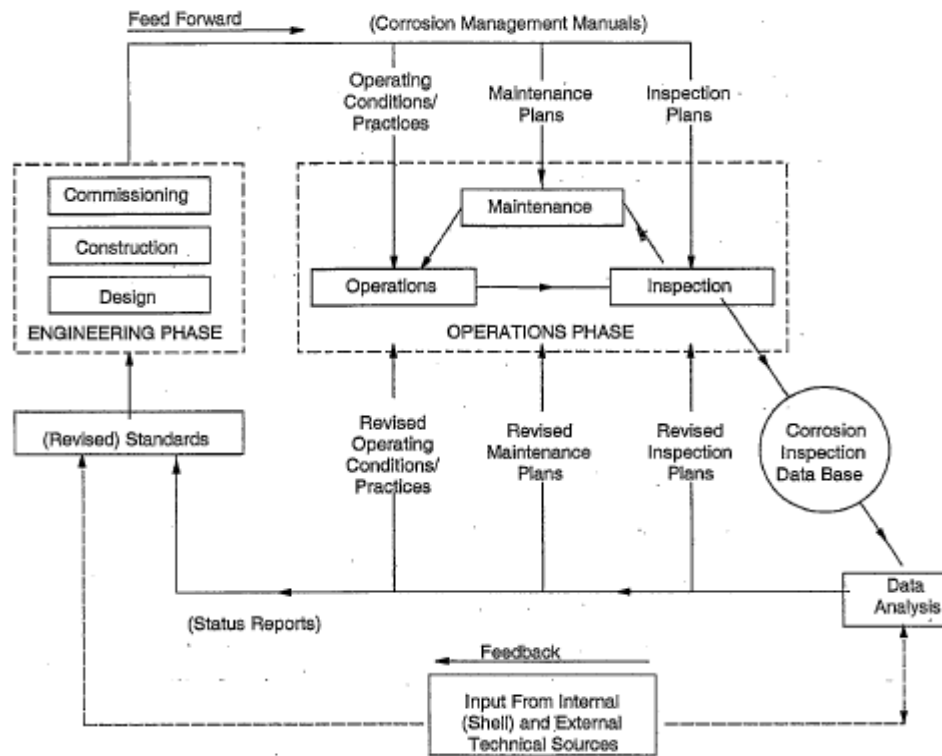 Feed Forward
(Corrosion Management Manuals)
Operating
Conditions/
Practices
Maintenance
Plans
Inspection
Plans
Commissioning
Construction
Design
ENGINEERING PHASE
Maintenance
Operations
Inspection
OPERATIONS PHASE
(Revised) Standards
Revised
Operating
Conditions/
Practices
Revised
Maintenance
Plans
Revised
Inspection
Plans
Corrosion
Inspection
Data Base
Data
Analysis
(Status Reports)
Feedback
Input From Internal
(Shell) and External
Technical Sources